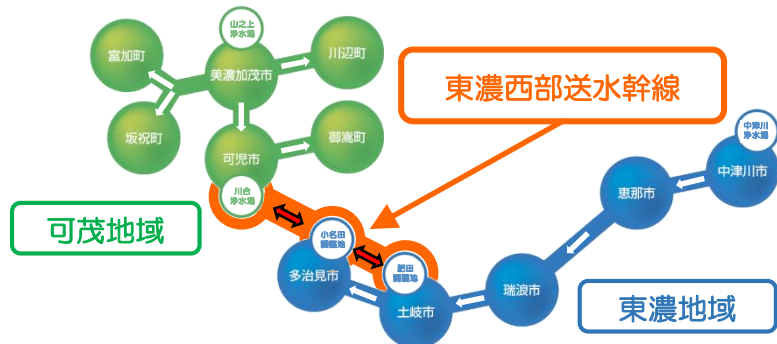 山之上
浄水場
富加町
美濃加茂市
川辺町
東濃西部送水幹線
坂祝町
可児市
御嵩町
中津川
浄水場
中津川市
恵那市
川合
浄水場
可茂地域
小名田
調整池
肥田
調整池
多治見市
土岐市
瑞浪市
東濃地域